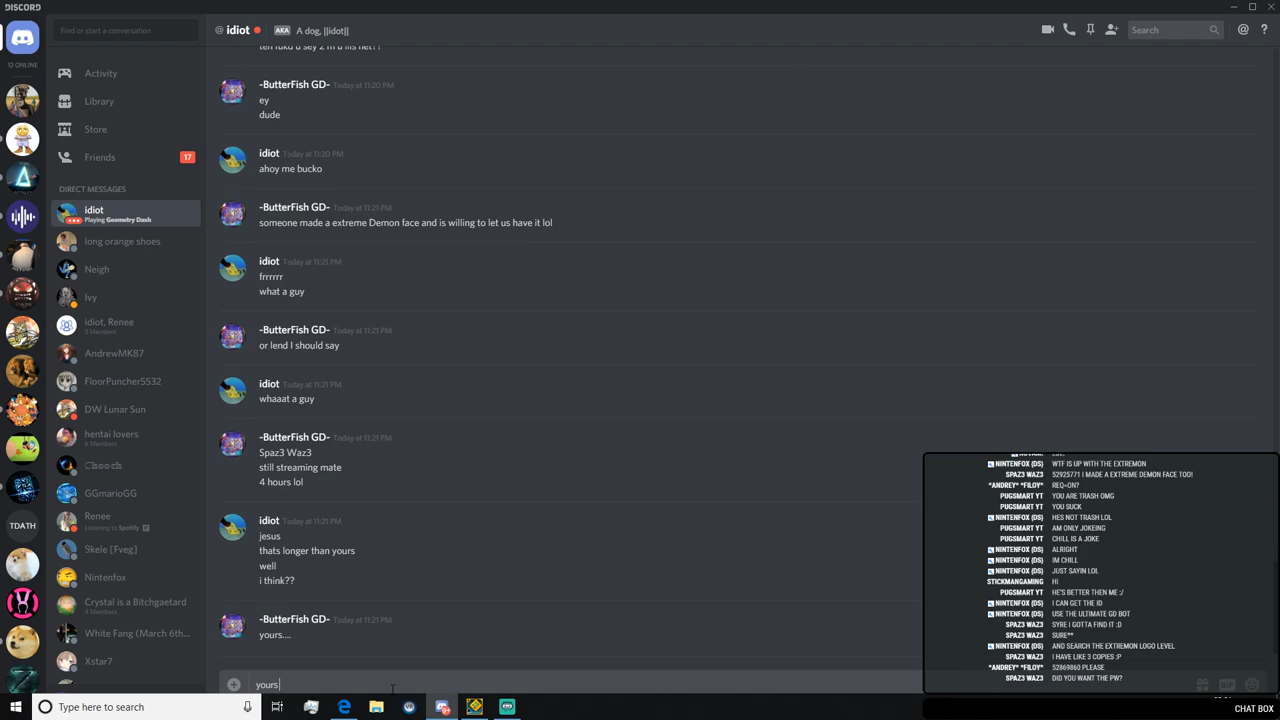 DISCORD
Find or start a conversation
@ idiot AKA A dog, ||idot||
Search
12 ONLINE
Activity
Library
Store
Friends 17
DIRECT MESSAGES
idiot
Playing Geometry Dash
long orange shoes
Neigh
Ivy
idiot, Renee
3 Members
AndrewMK87
FloorPuncher5532
DW Lunar Sun
hentai lovers
6 Members
Chooch
GGmarioGG
Renee
Listening to Spotify
Skele [Fveg]
Nintenfox
Crystal is a Bitchgaetard
4 Members
White Fang (March 6th...
Xstar7
TDATH
-ButterFish GD- Today at 11:20 PM
ey
dude
idiot Today at 11:20 PM
ahoy me bucko
-ButterFish GD- Today at 11:21 PM
someone made a extreme Demon face and is willing to let us have it lol
idiot Today at 11:21 PM
frrrrrr
what a guy
-ButterFish GD- Today at 11:21 PM
or lend I should say
idiot Today at 11:21 PM
whaaat a guy
-ButterFish GD- Today at 11:21 PM
Spaz3 Waz3
still streaming mate
4 hours lol
idiot Today at 11:21 PM
jesus
thats longer than yours
well
i think??
-ButterFish GD- Today at 11:21 PM
yours....
yours
NINTENFOX (DS) WTF IS UP WITH THE EXTREMON
SPAZ3 WAZ3 52925771 I MADE A EXTREME DEMON FACE TOO!
*ANDREY* *FILOY* REQ=ON?
PUGSMART YT YOU ARE TRASH OMG
PUGSMART YT YOU SUCK
NINTENFOX (DS) HES NOT TRASH LOL
PUGSMART YT AM ONLY JOKEING
PUGSMART YT CHILL IS A JOKE
NINTENFOX (DS) ALRIGHT
NINTENFOX (DS) IM CHILL
NINTENFOX (DS) JUST SAYIN LOL
STICKMANGAMING HI
PUGSMART YT HE'S BETTER THEN ME :/
NINTENFOX (DS) I CAN GET THE ID
NINTENFOX (DS) USE THE ULTIMATE GD BOT
SPAZ3 WAZ3 SYRE I GOTTA FIND IT :D
SPAZ3 WAZ3 SURE**
NINTENFOX (DS) AND SEARCH THE EXTREMON LOGO LEVEL
SPAZ3 WAZ3 I HAVE LIKE 3 COPIES :P
*ANDREY* *FILOY* 52869860 PLEASE
SPAZ3 WAZ3 DID YOU WANT THE PW?
CHAT BOX
Type here to search